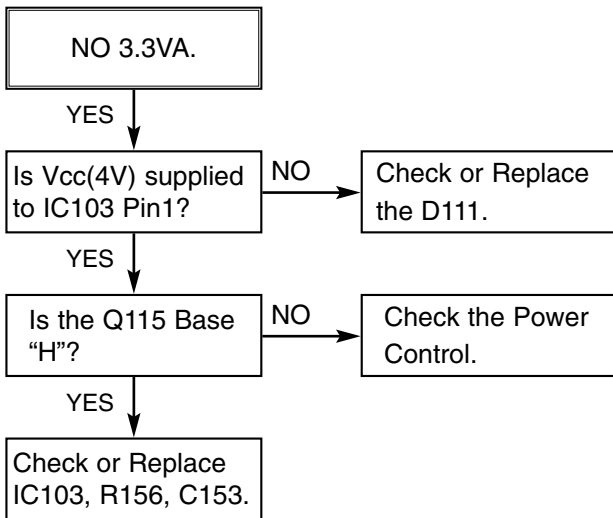 NO 3.3VA.
YES
Is Vcc(4V) supplied
to IC103 Pin1?
NO
Check or Replace
the D111.
YES
Is the Q115 Base
“H”?
NO
Check the Power
Control.
YES
Check or Replace
IC103, R156, C153.